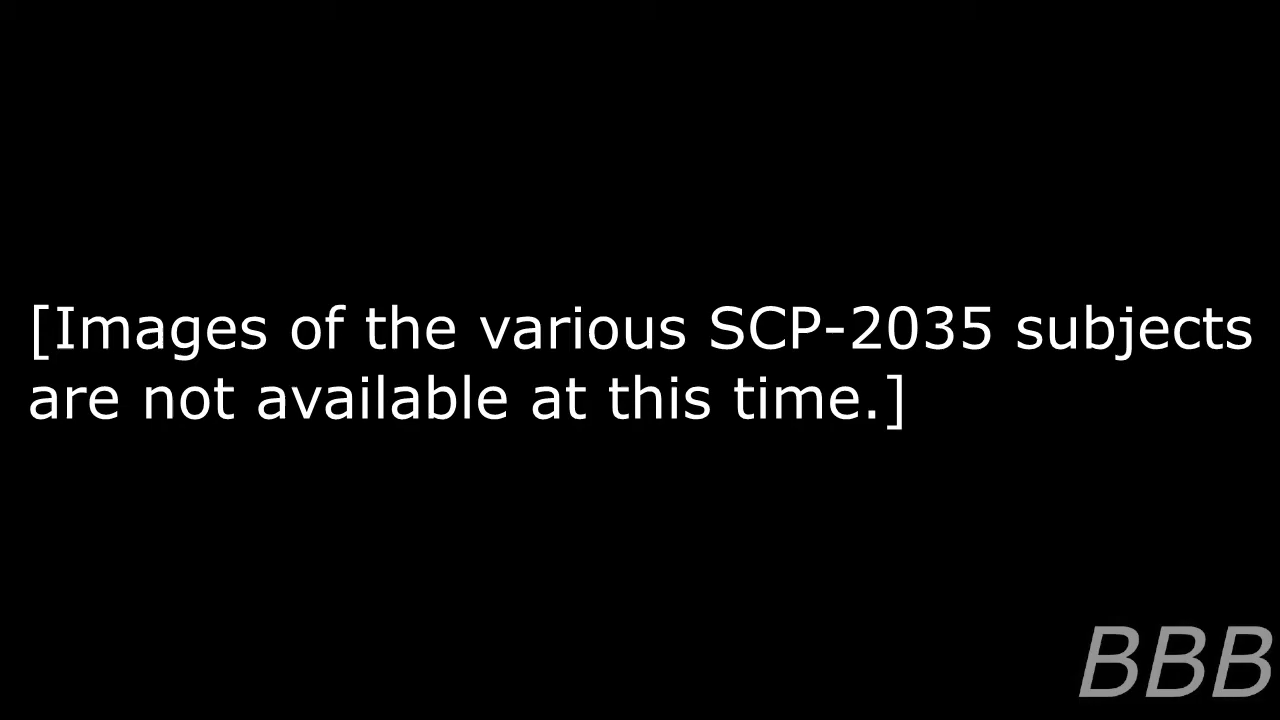 [Images of the various SCP-2035 subjects
are not available at this time.]
BBB